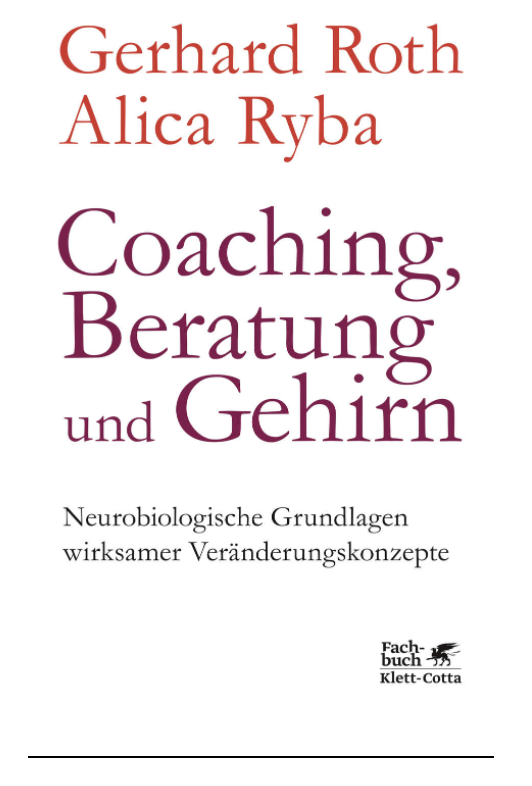 Gerhard Roth
Alica Ryba
Coaching,
Beratung
und Gehirn
Neurobiologische Grundlagen
wirksamer Veränderungskonzepte
Fach-
buch
Klett-Cotta